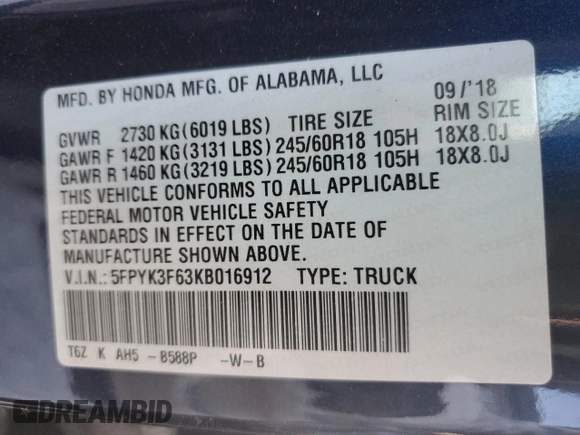 MFD. BY HONDA MFG. OF ALABAMA, LLC 09/'18
GVWR 2730 KG(6019 LBS) TIRE SIZE RIM SIZE
GAWR F 1420 KG(3131 LBS)245/60R18 105H 18X8.0J
GAWR R 1460 KG(3219 LBS)245/60R18 105H 18X8.0J
THIS VEHICLE CONFORMS TO ALL APPLICABLE
FEDERAL MOTOR VEHICLE SAFETY
STANDARDS IN EFFECT ON THE DATE OF
MANUFACTURE SHOWN ABOVE.
V.I.N.: 5FPYK3F63KB016912 TYPE: TRUCK
T6Z K AH5 -B588P -W-B
DREAMBID